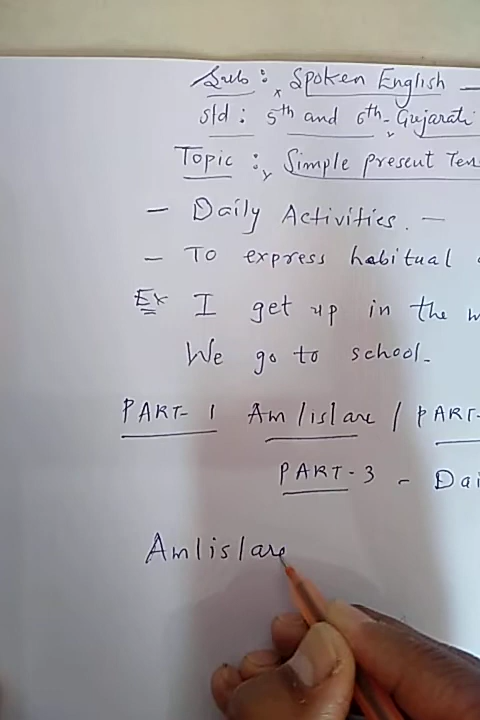 Sub : Spoken English -
Std : 5th and 6th - Gujarati
Topic : Simple present Ten
- Daily Activities. -
- To express habitual
Ex I get up in the
We go to school.
PART-1 Am/is/are / PART-
PART-3 - Dai
Am/is/are